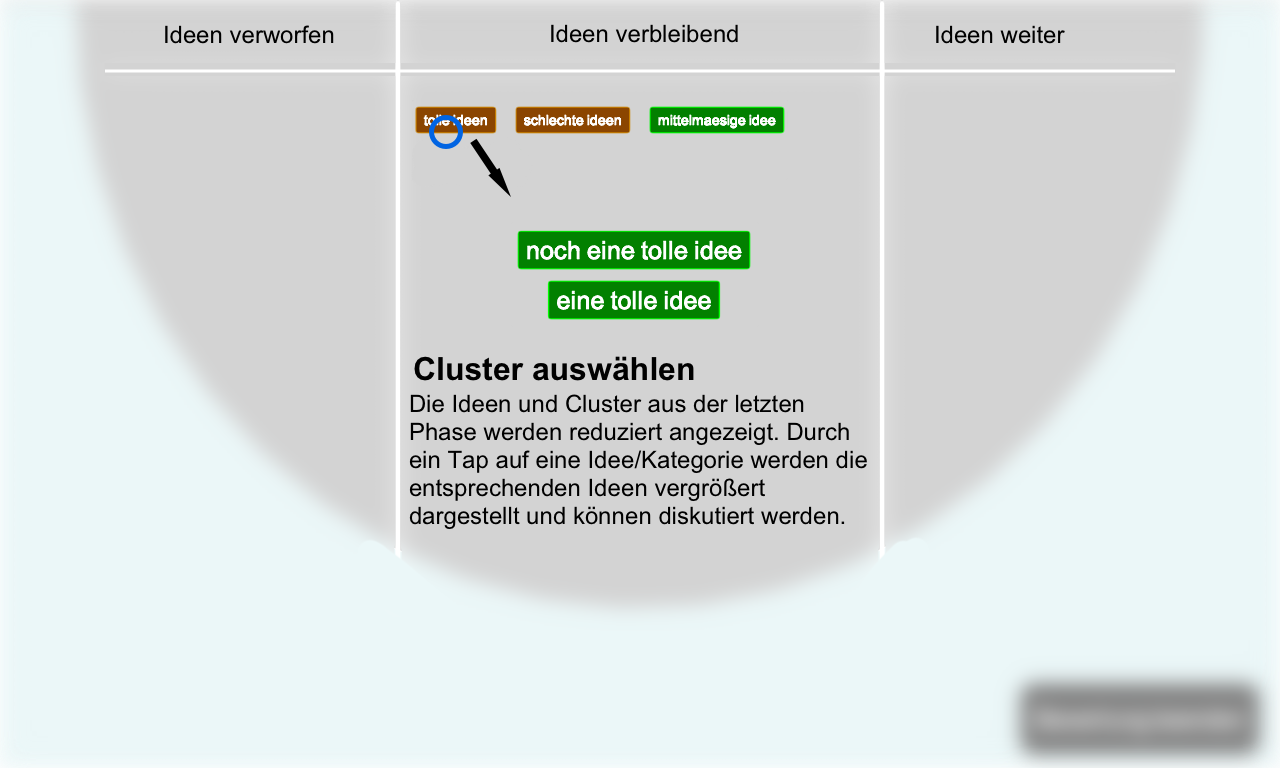 Ideen verworfen
Ideen verbleibend
Ideen weiter
tolle ideen
schlechte ideen
mittelmaesige idee
noch eine tolle idee
eine tolle idee
Cluster auswählen
Die Ideen und Cluster aus der letzten
Phase werden reduziert angezeigt. Durch
ein Tap auf eine Idee/Kategorie werden die
entsprechenden Ideen vergrößert
dargestellt und können diskutiert werden.